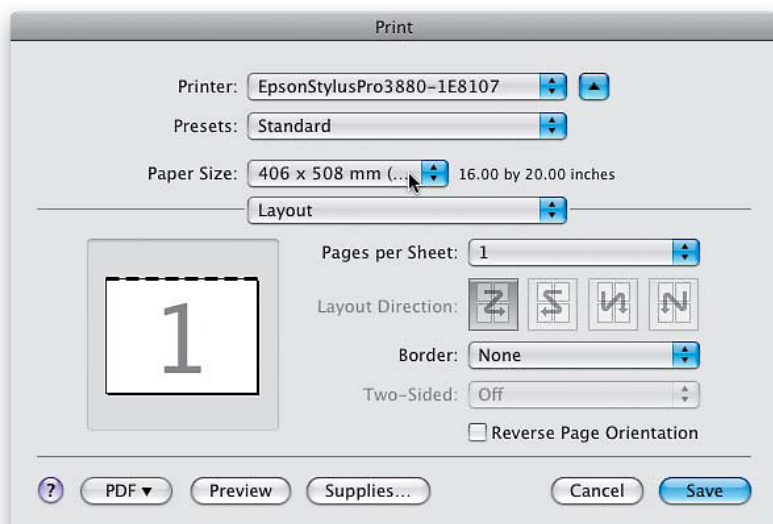 Print
Printer: EpsonStylusPro3880-1E8107
Presets: Standard
Paper Size: 406 x 508 mm (... 16.00 by 20.00 inches
Layout
Pages per Sheet: 1
Layout Direction:
1
Border: None
Two-Sided: Off
Reverse Page Orientation
? PDF▼ Preview Supplies... Cancel Save